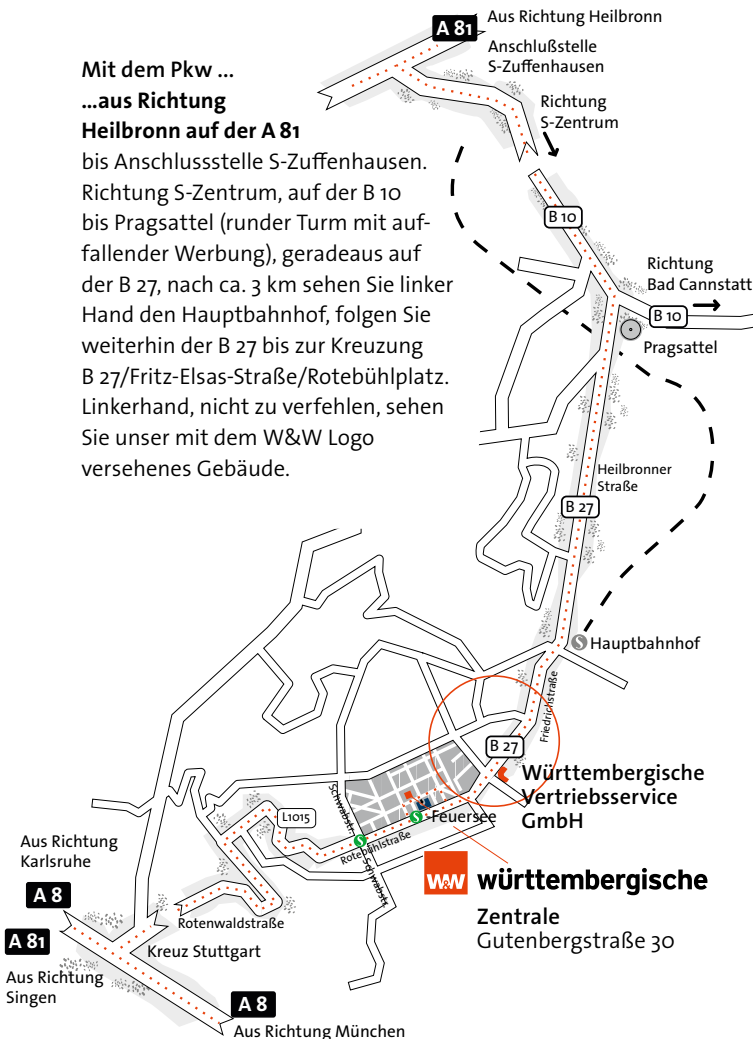 A 81
Aus Richtung Heilbronn
Anschlußstelle
S-Zuffenhausen
Mit dem Pkw ...
...aus Richtung
Heilbronn auf der A 81
bis Anschlussstelle S-Zuffenhausen.
Richtung S-Zentrum, auf der B 10
bis Pragsattel (runder Turm mit auf-
fallender Werbung), geradeaus auf
der B 27, nach ca. 3 km sehen Sie linker
Hand den Hauptbahnhof, folgen Sie
weiterhin der B 27 bis zur Kreuzung
B 27/Fritz-Elsas-Straße/Rotebühlplatz.
Linkerhand, nicht zu verfehlen, sehen
Sie unser mit dem W&W Logo
versehenes Gebäude.
Richtung
S-Zentrum
B 10
Richtung
Bad Cannstatt
B 10
Pragsattel
Heilbronner
Straße
B 27
S Hauptbahnhof
Friedrichstraße
B 27
Württembergische
Vertriebsservice
GmbH
Schwabstr.
L1015
S Feuersee
S
Rotebühlstraße
Schwabstr.
W&W württembergische
Zentrale
Gutenbergstraße 30
Aus Richtung
Karlsruhe
A 8
Rotenwaldstraße
A 81
Kreuz Stuttgart
Aus Richtung
Singen
A 8
Aus Richtung München